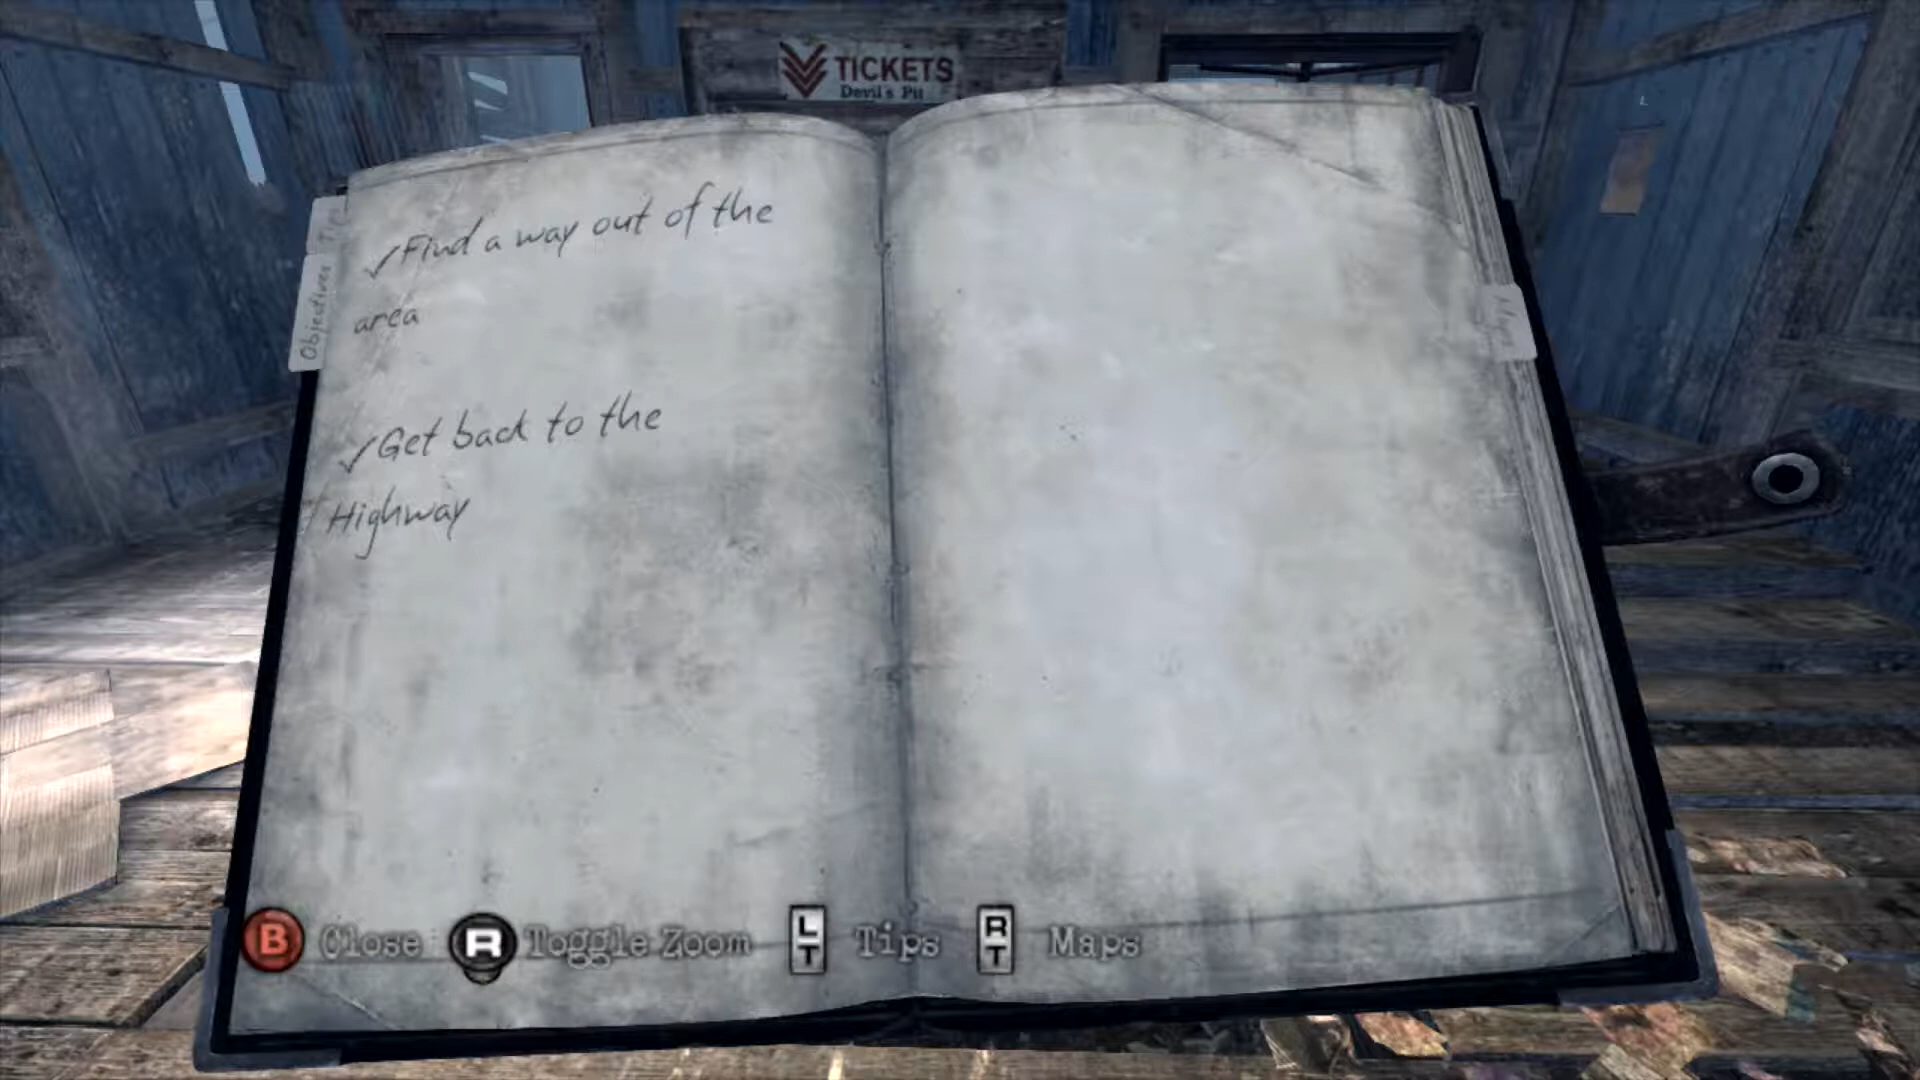 TICKETS
Devil's Pit
✓Find a way out of the
area
✓Get back to the
Highway
Objectives
Maps
B Close
R Toggle Zoom
LT Tips
RT Maps